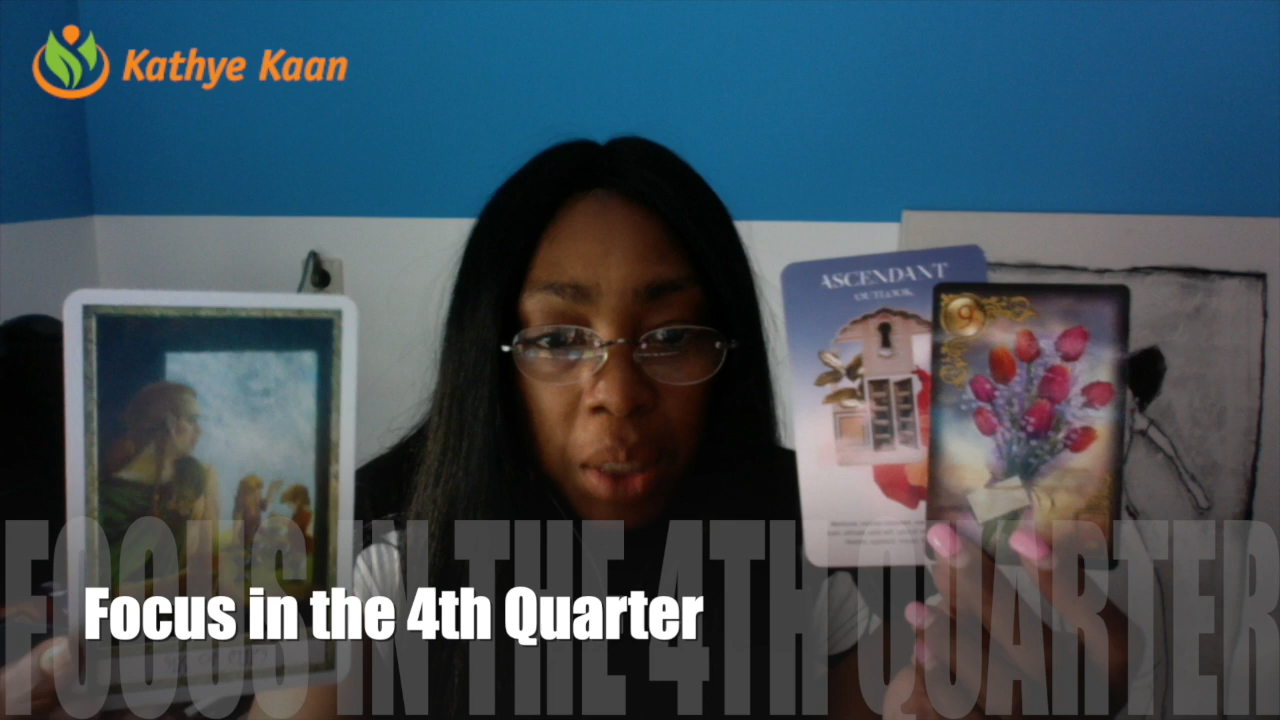 Kathye Kaan
ASCENDANT
OUTLOOK
9
FOCUS IN THE 4TH QUARTER
Focus in the 4th Quarter